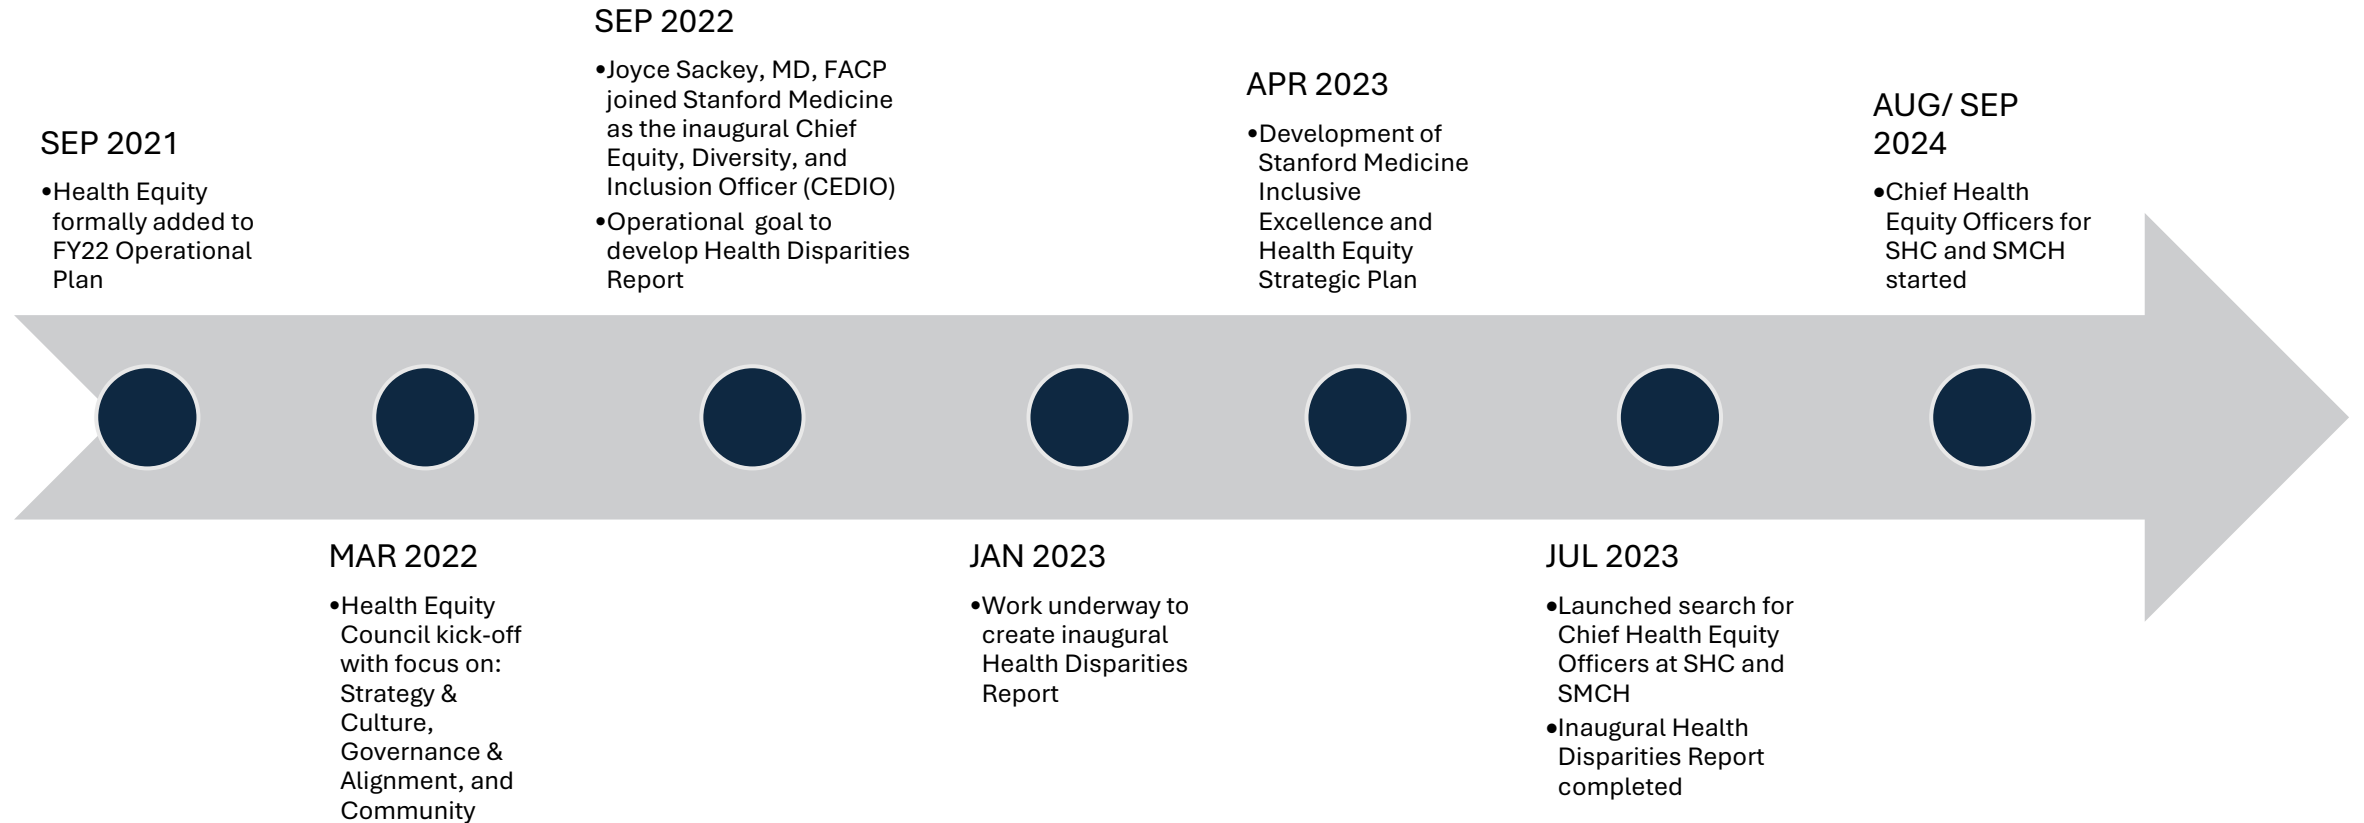 SEP 2021
•Health Equity
formally added to
FY22 Operational
Plan
MAR 2022
•Health Equity
Council kick-off
with focus on:
Strategy &
Culture,
Governance &
Alignment, and
Community
SEP 2022
•Joyce Sackey, MD, FACP
joined Stanford Medicine
as the inaugural Chief
Equity, Diversity, and
Inclusion Officer (CEDIO)
•Operational  goal to
develop Health Disparities
Report
JAN 2023
•Work underway to
create inaugural
Health Disparities
Report
APR 2023
•Development of
Stanford Medicine
Inclusive
Excellence and
Health Equity
Strategic Plan
JUL 2023
•Launched search for
Chief Health Equity
Officers at SHC and
SMCH
•Inaugural Health
Disparities Report
completed
AUG/ SEP
2024
•Chief Health
Equity Officers for
SHC and SMCH
started